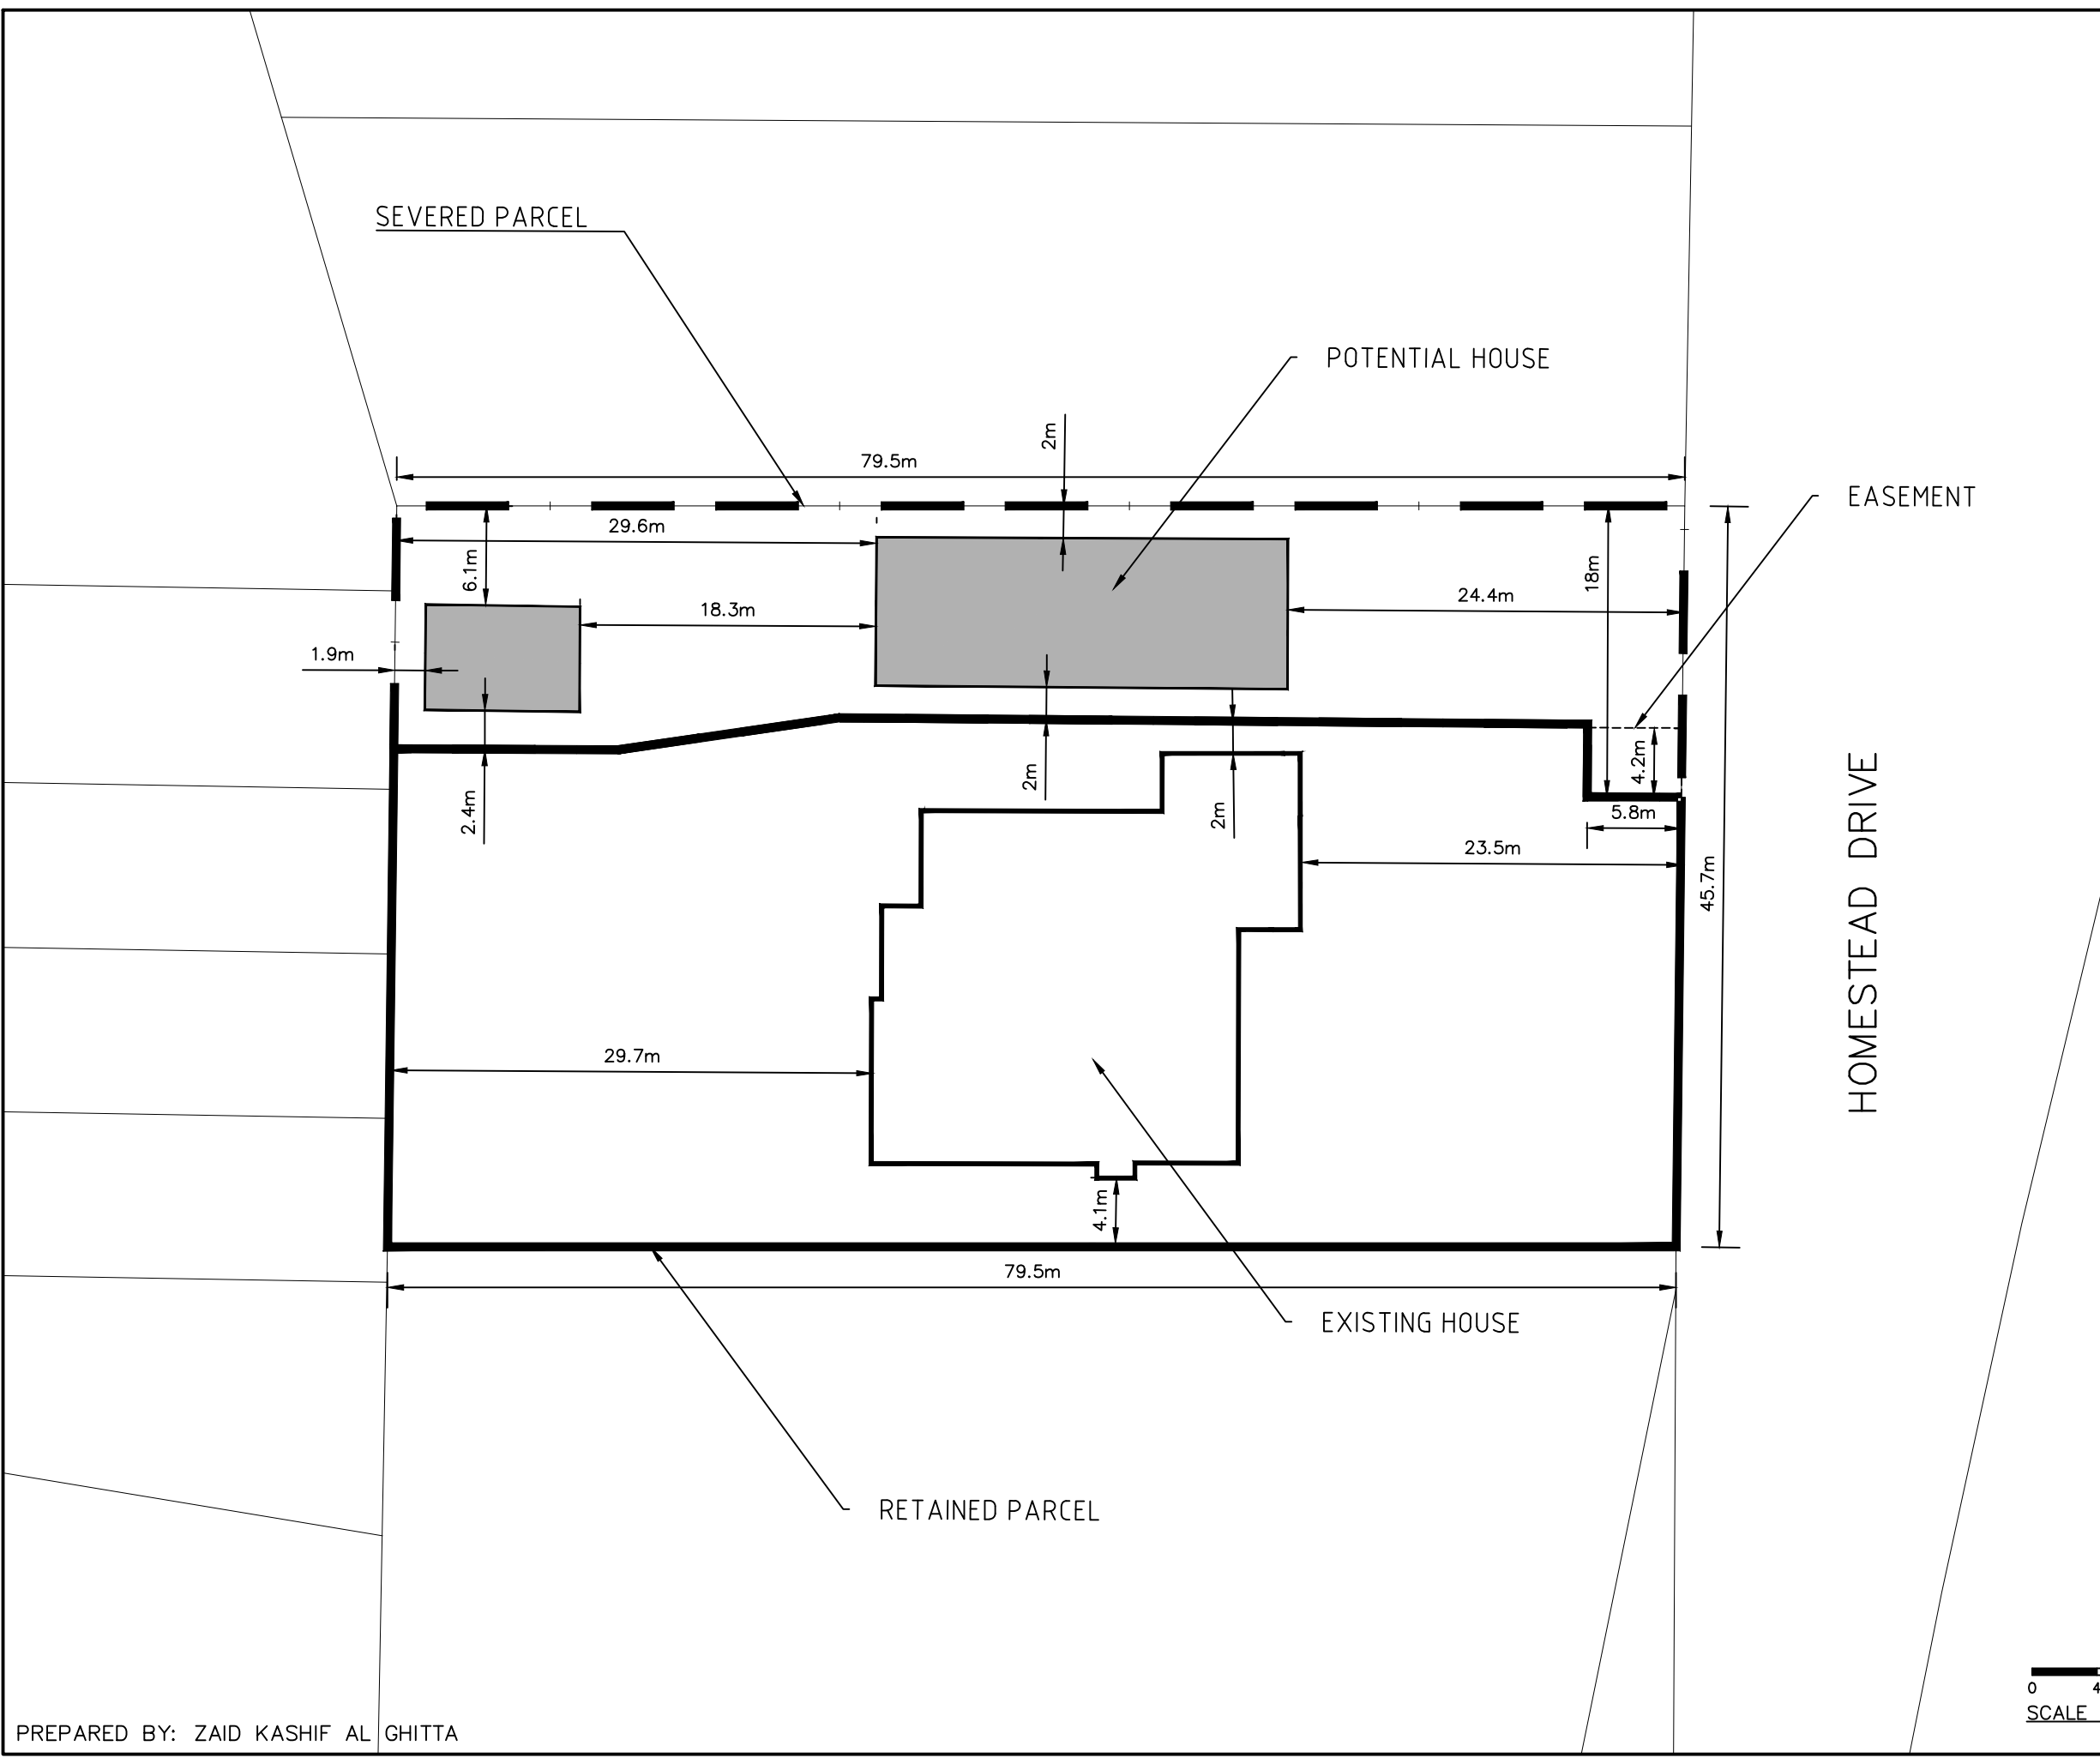 SEVERED PARCEL
POTENTIAL HOUSE
2m
79.5m
EASEMENT
29.6m
6.1m
18m
24.4m
18.3m
1.9m
4.2m
2m
2.4m
2m
5.8m
23.5m
45.7m
HOMESTEAD DRIVE
29.7m
4.1m
79.5m
EXISTING HOUSE
RETAINED PARCEL
0 4
SCALE
PREPARED BY: ZAID KASHIF AL GHITTA